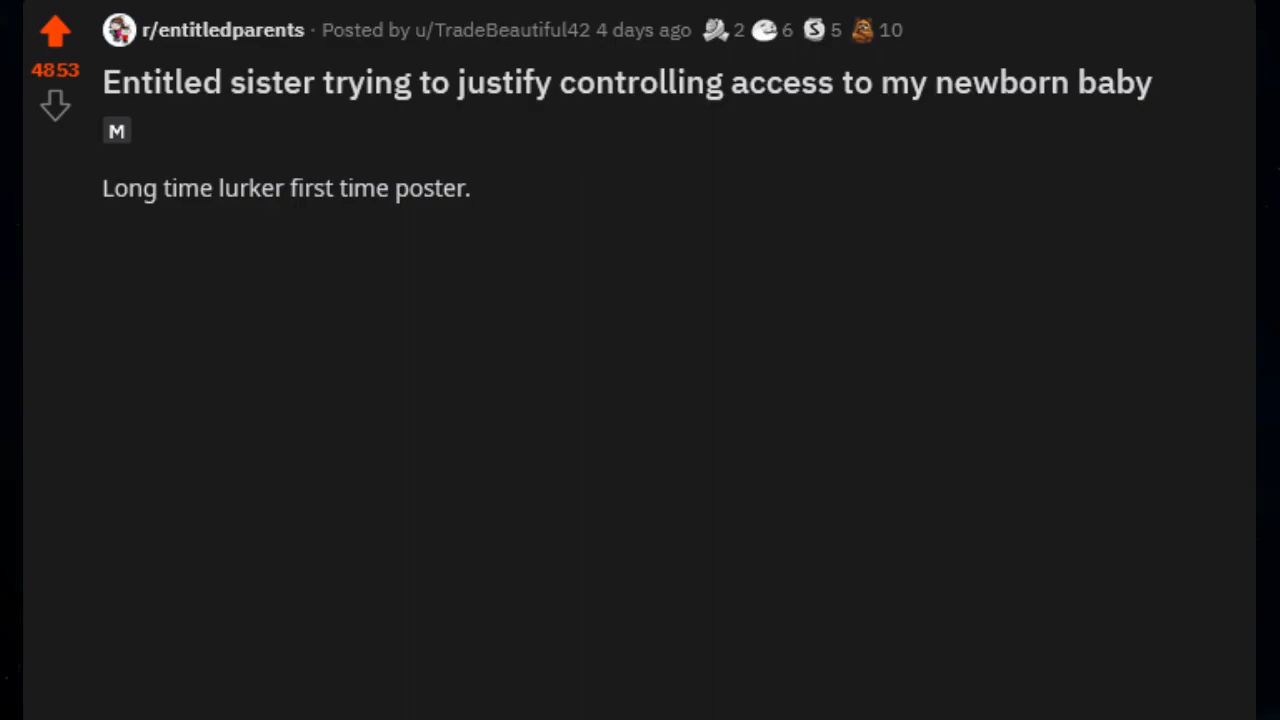 r/entitledparents · Posted by u/TradeBeautiful42 4 days ago 2 6 S 5 10
4853
Entitled sister trying to justify controlling access to my newborn baby
M
Long time lurker first time poster.